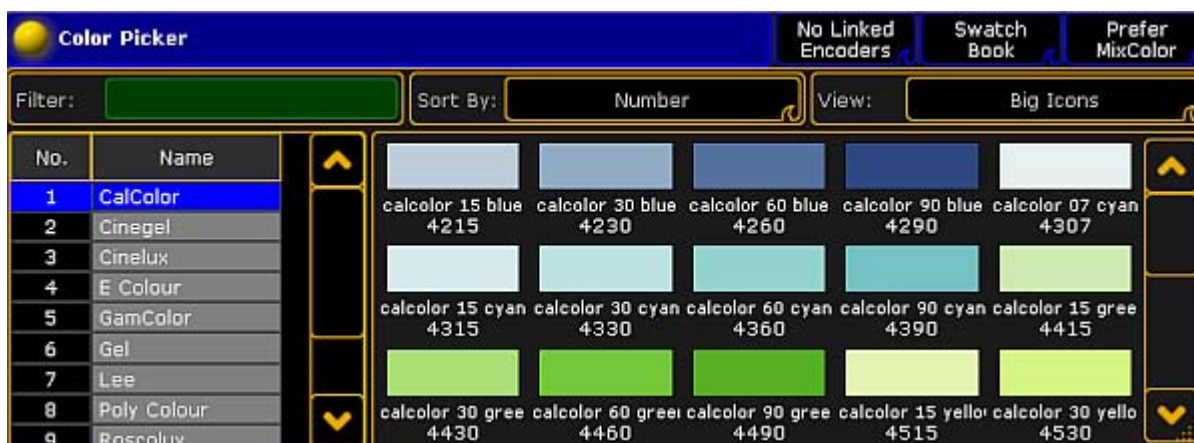 Color Picker
No Linked Encoders
Swatch Book
Prefer MixColor
Filter:
Sort By: Number
View: Big Icons
No. Name
1 CalColor
2 Cinegel
3 Cinelux
4 E Colour
5 GamColor
6 Gel
7 Lee
8 Poly Colour
9 Roscolux
calcolor 15 blue calcolor 30 blue calcolor 60 blue calcolor 90 blue calcolor 07 cyan
4215 4230 4260 4290 4307
calcolor 15 cyan calcolor 30 cyan calcolor 60 cyan calcolor 90 cyan calcolor 15 gree
4315 4330 4360 4390 4415
calcolor 30 gree calcolor 60 gree calcolor 90 gree calcolor 15 yello calcolor 30 yello
4430 4460 4490 4515 4530